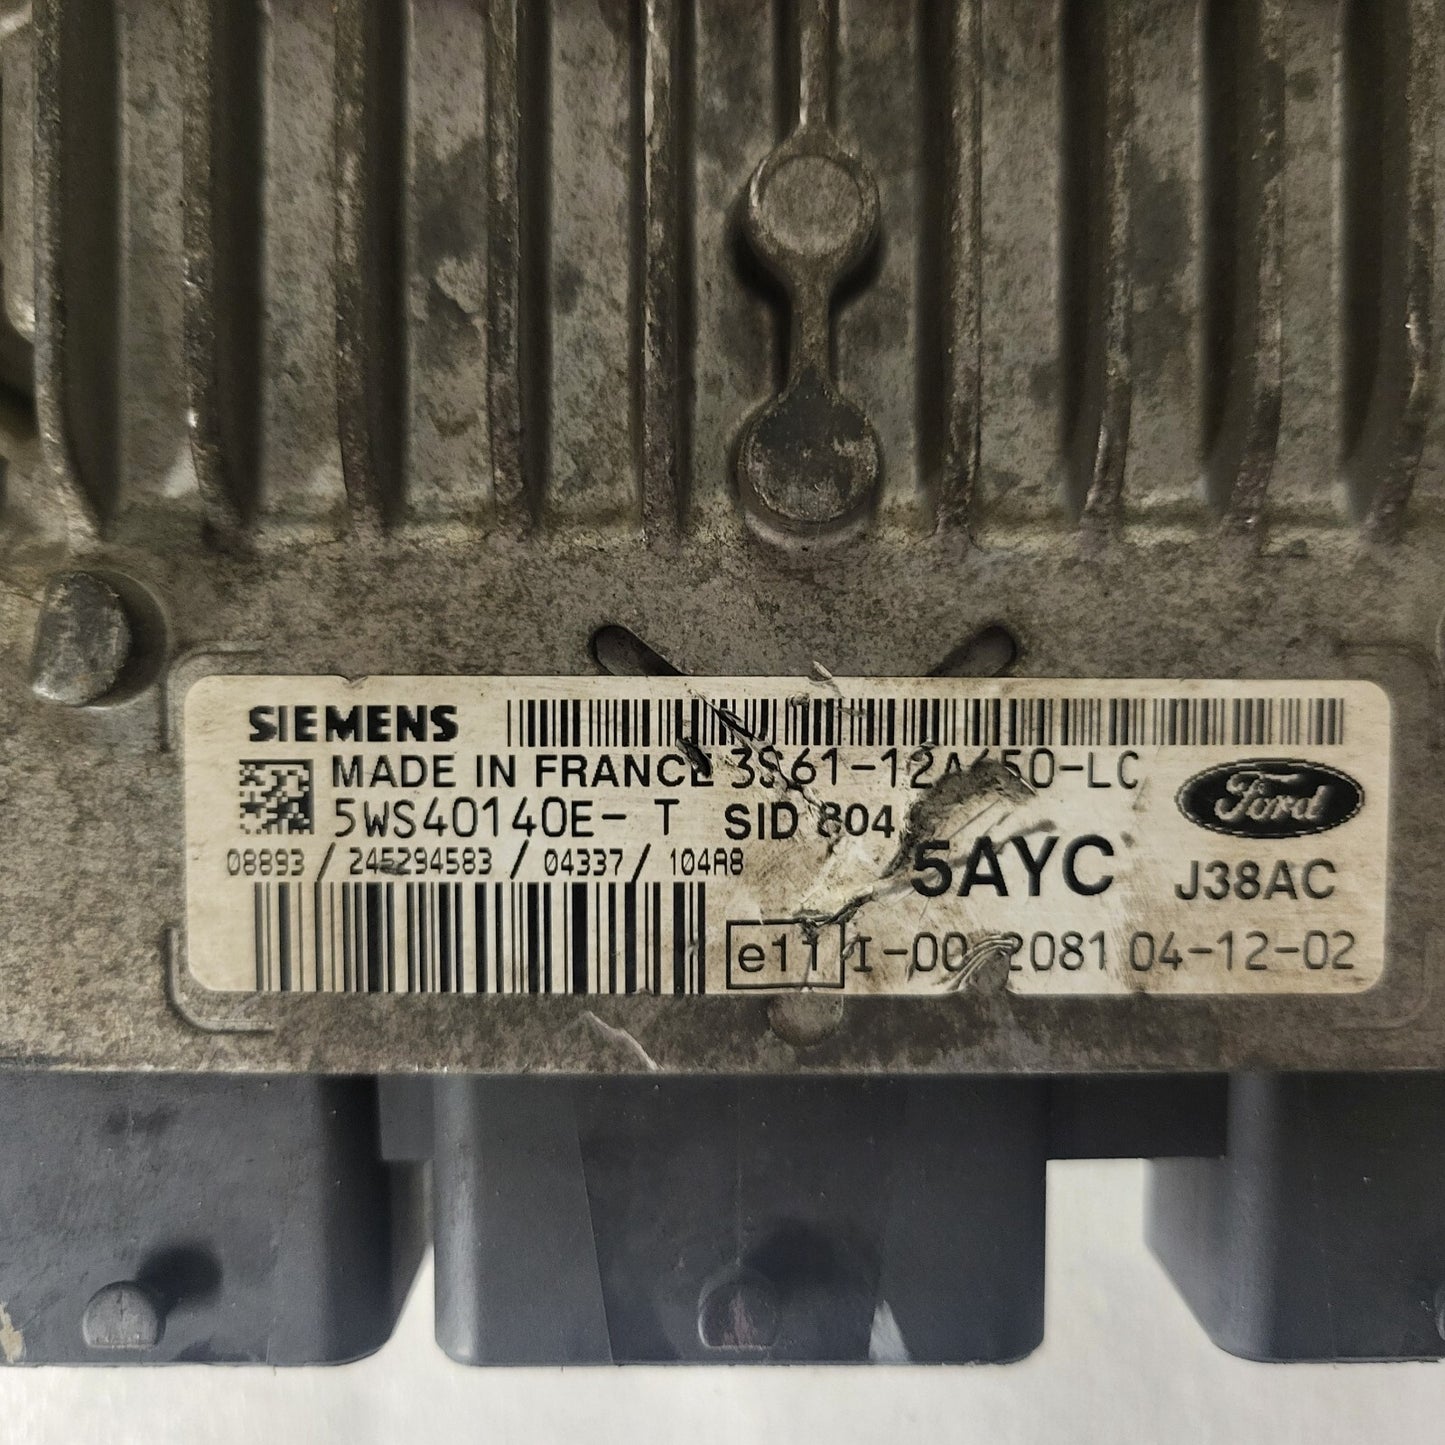 SIEMENS
MADE IN FRANCE 3S61-12A650-LC
5WS40140E- T SID 804
Ford
08893 / 245294583 / 04337 / 104A8
5AYC J38AC
e11 I-00 2081 04-12-02